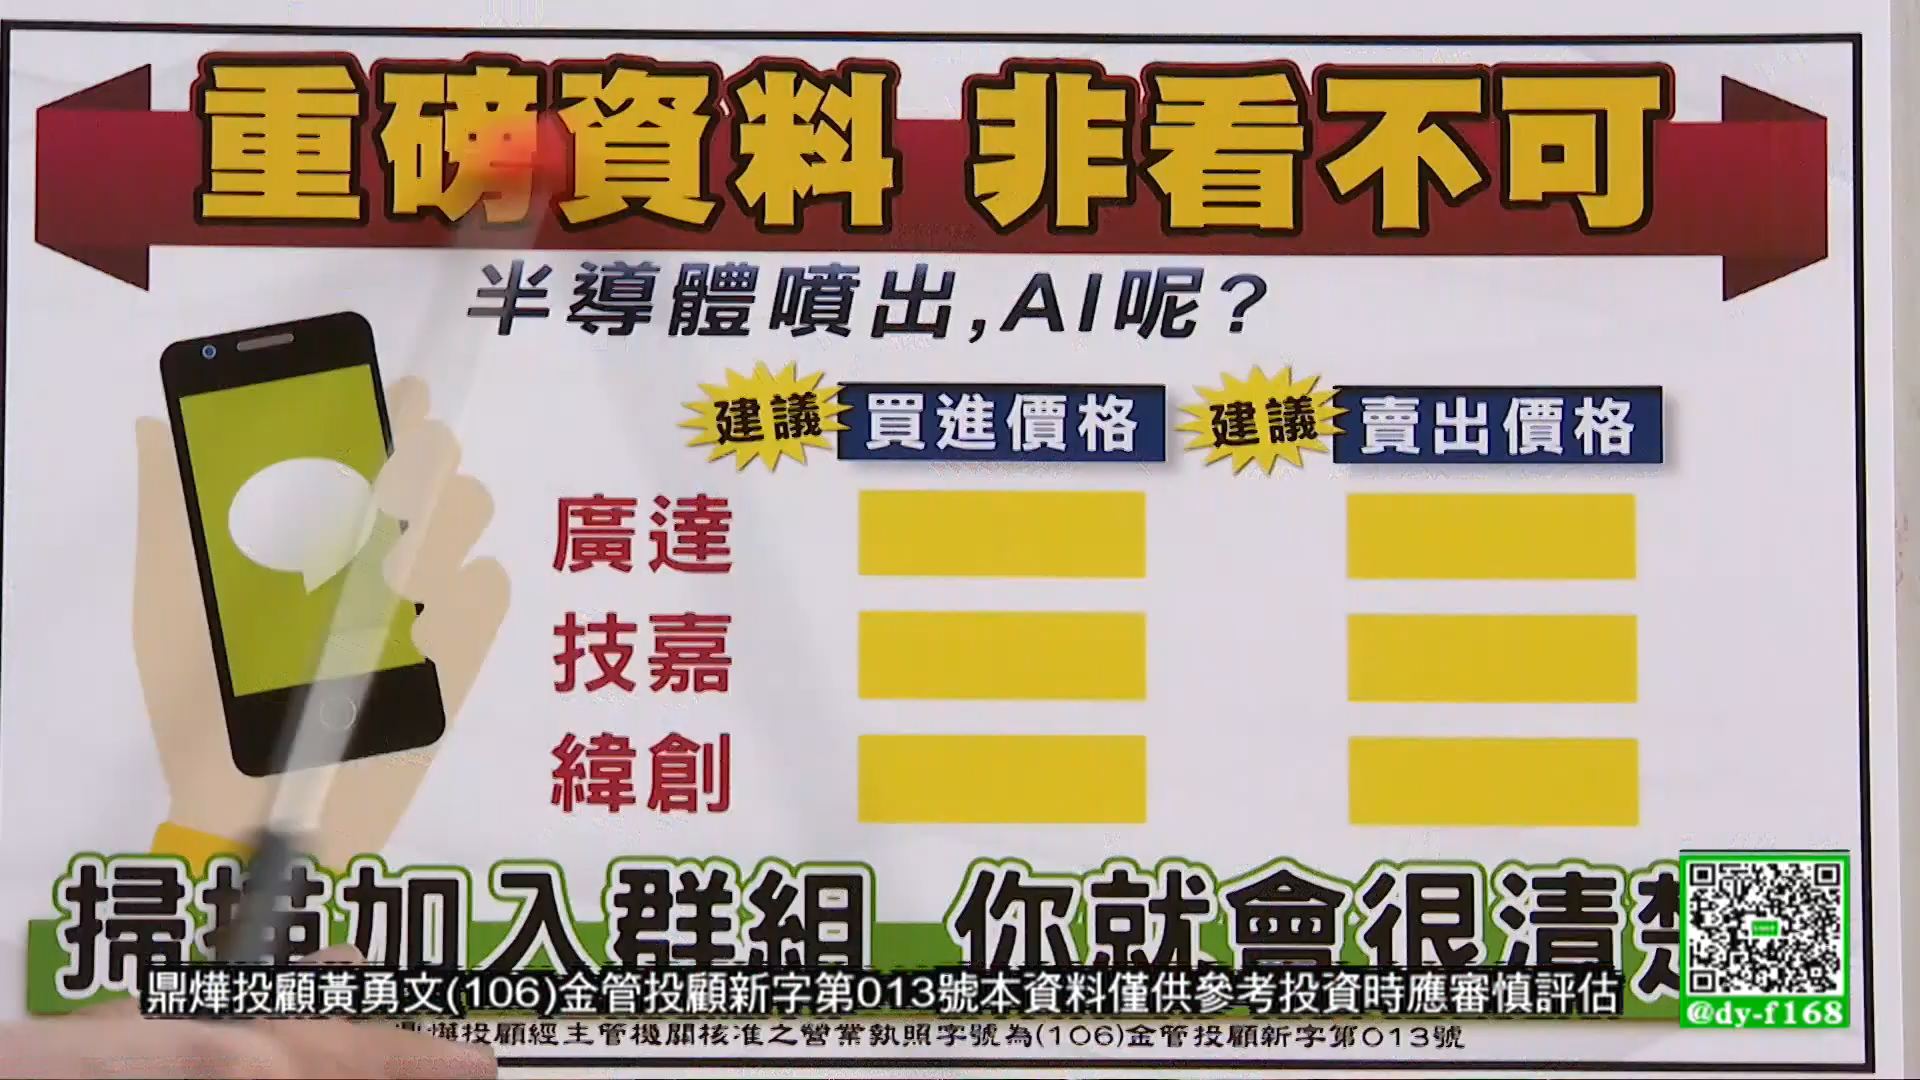 重磅資料 非看不可
半導體噴出,AI呢?
建議 買進價格 建議 賣出價格
廣達
技嘉
緯創
掃描加入群組 你就會很清楚
鼎燁投顧黃勇文(106)金管投顧新字第013號本資料僅供參考投資時應審慎評估
燁投顧經主管機關核准之營業執照字號為(106)金管投顧新字第013號
@dy-f168